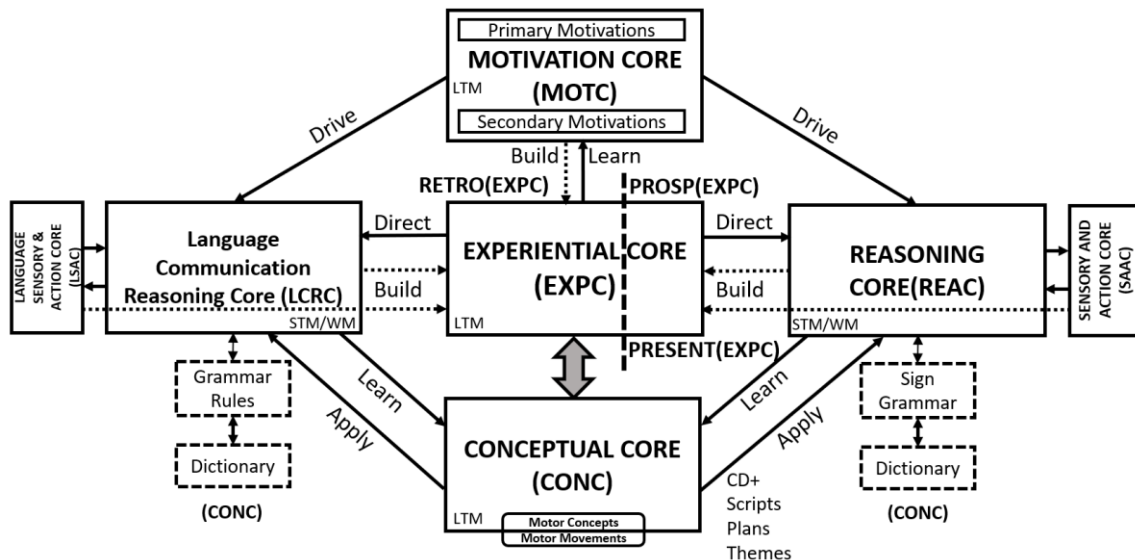 Primary Motivations
MOTIVATION CORE
(MOTC)
LTM
Secondary Motivations
Drive
Drive
Build
Learn
RETRO(EXPC)
PROSP(EXPC)
LANGUAGE
SENSORY &
ACTION CORE
(LSAC)
Language
Communication
Reasoning Core (LCRC)
STM/WM
Direct
Build
EXPERIENTIAL CORE
(EXPC)
LTM
Direct
Build
REASONING
CORE(REAC)
STM/WM
SENSORY AND
ACTION CORE
(SAAC)
PRESENT(EXPC)
Grammar
Rules
Dictionary
(CONC)
Learn
Apply
CONCEPTUAL CORE
(CONC)
LTM
Motor Concepts
Motor Movements
Learn
Apply
CD+
Scripts
Plans
Themes
Sign
Grammar
Dictionary
(CONC)